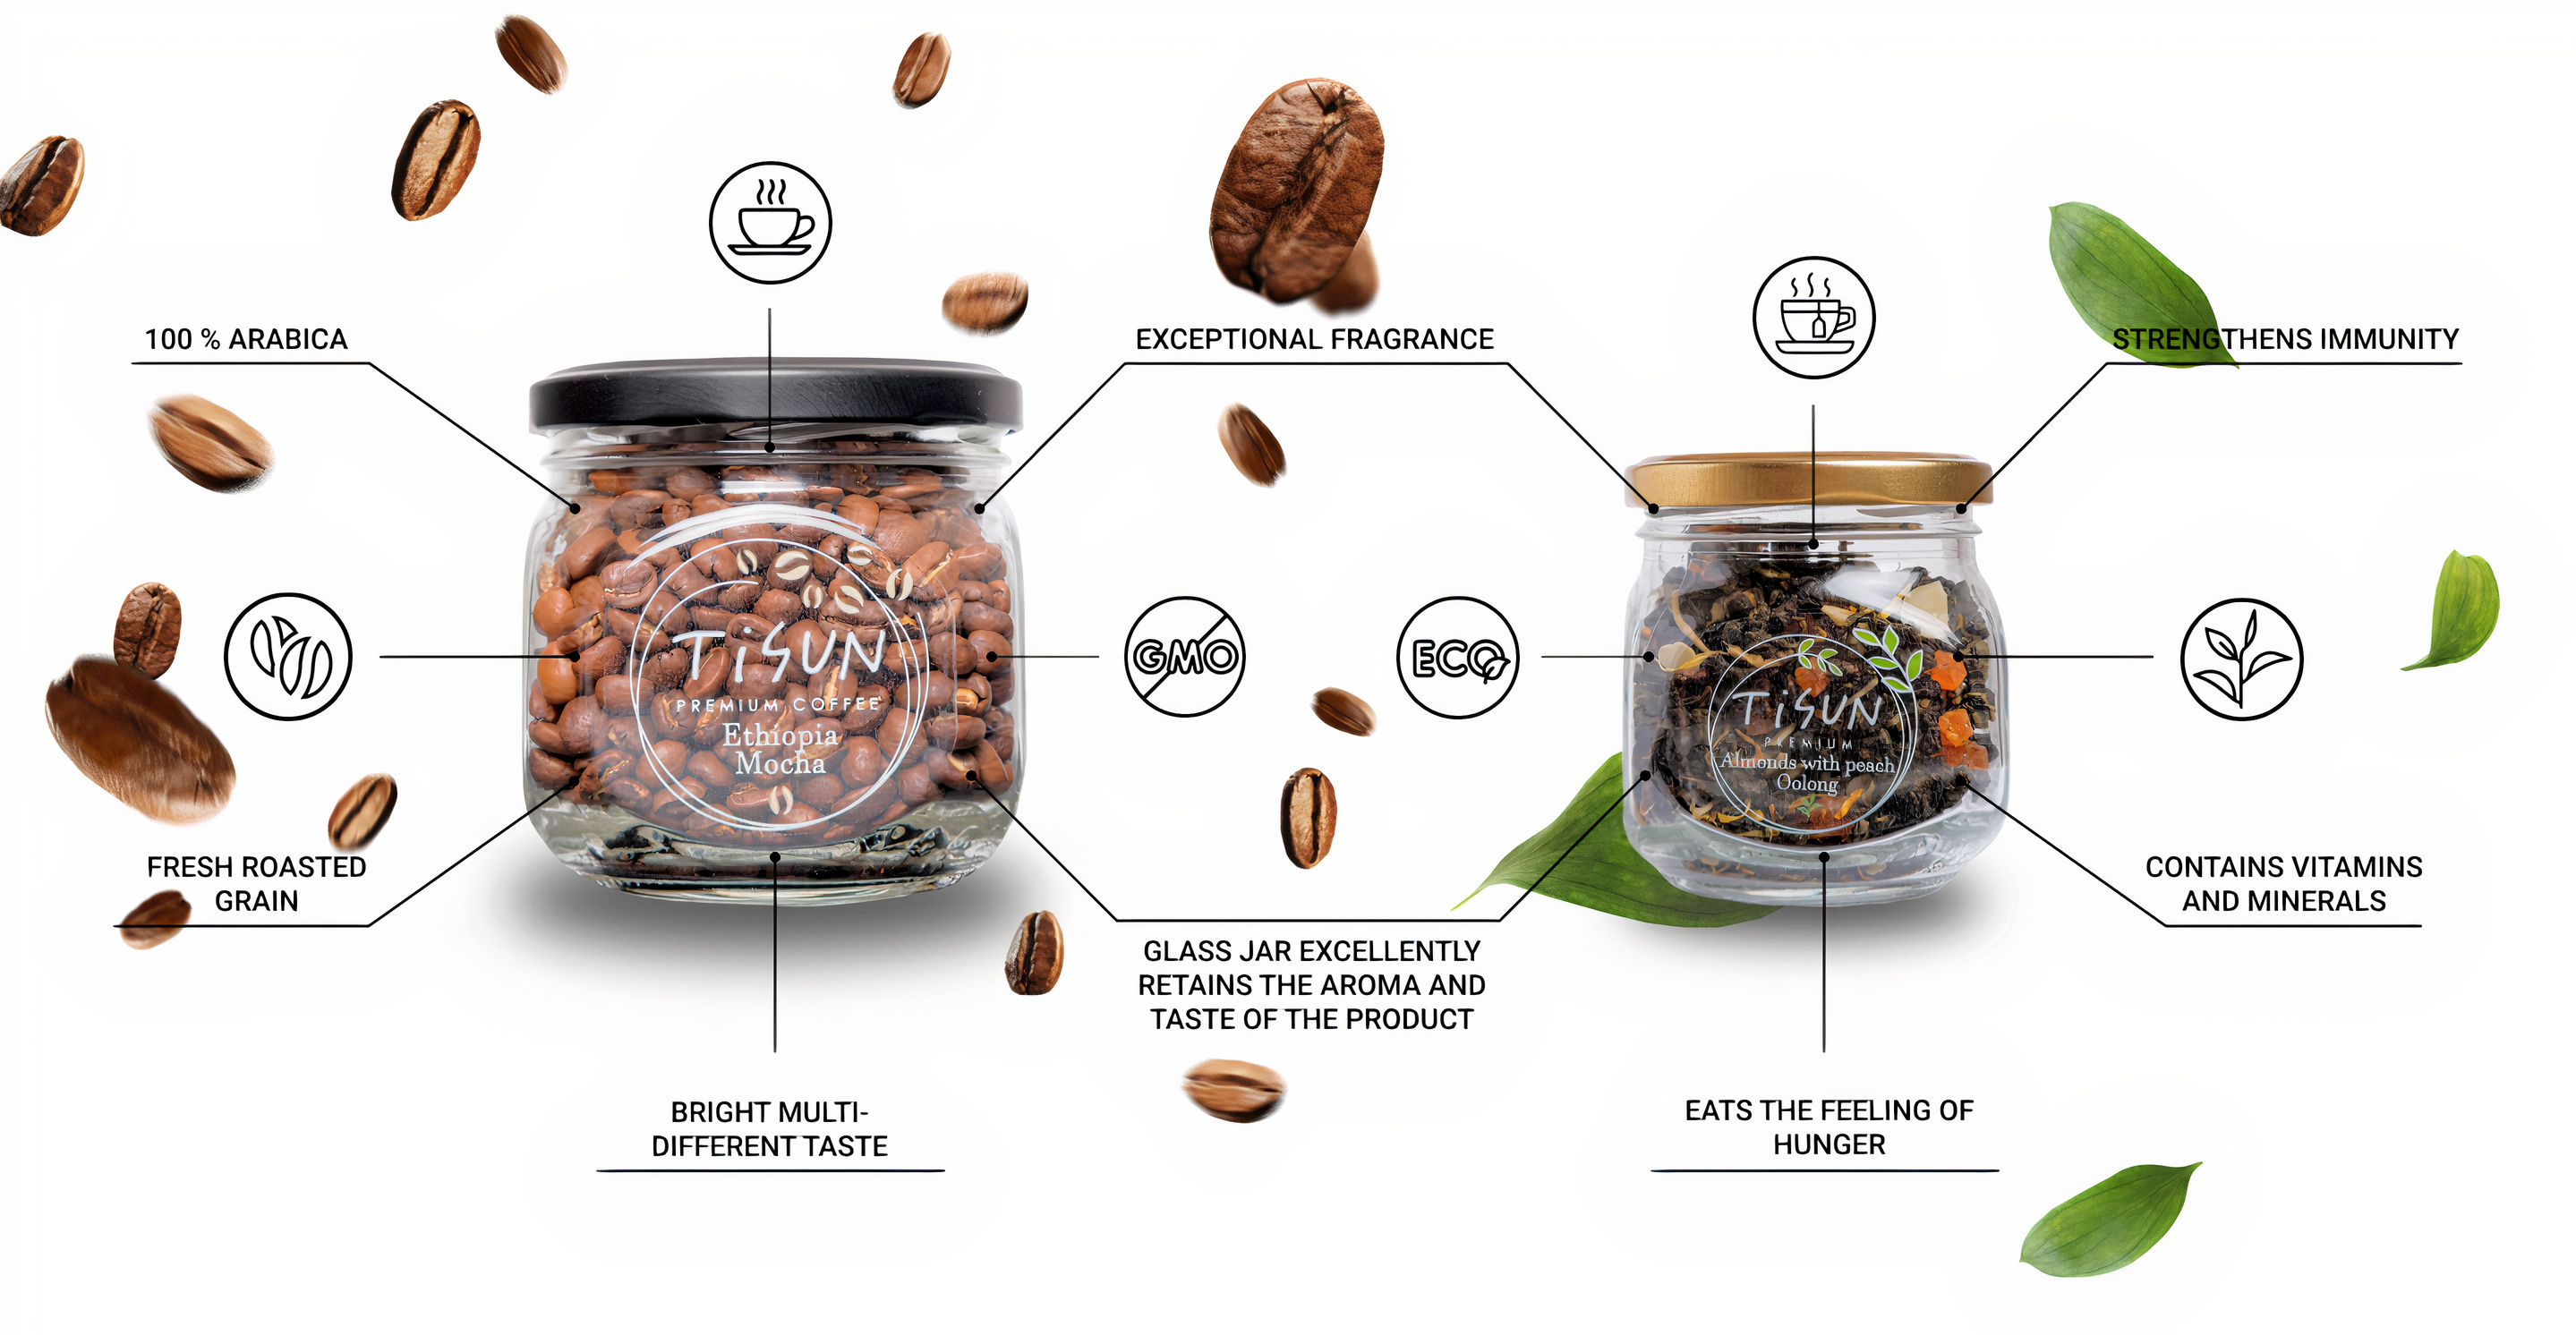 100 % ARABICA
EXCEPTIONAL FRAGRANCE
STRENGTHENS IMMUNITY
TiSUN
PREMIUM COFFEE
Ethiopia
Mocha
GMO
ECO
TiSUN
PREMIUM
Almonds with peach
Oolong
FRESH ROASTED
GRAIN
GLASS JAR EXCELLENTLY
RETAINS THE AROMA AND
TASTE OF THE PRODUCT
CONTAINS VITAMINS
AND MINERALS
BRIGHT MULTI-
DIFFERENT TASTE
EATS THE FEELING OF
HUNGER